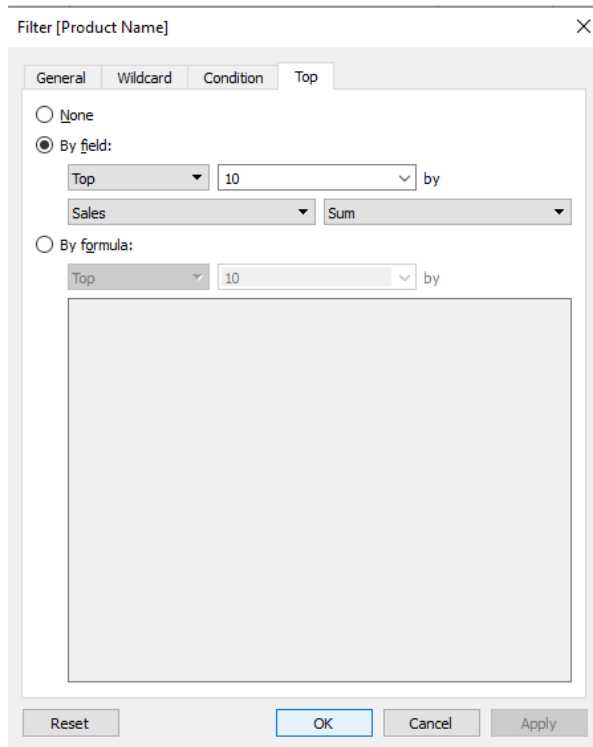 Filter [Product Name]
General Wildcard Condition Top
None
By field:
Top 10 by
Sales Sum
By formula:
Top 10 by
Reset OK Cancel Apply